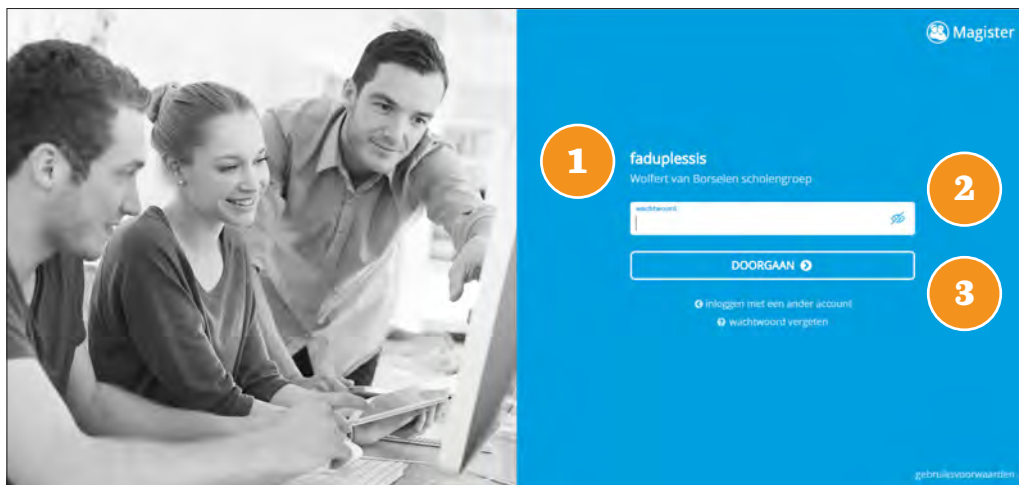 Magister
1
faduplessis
Wolfert van Borselen scholengroep
2
wachtwoord
DOORGAAN
3
inloggen met een ander account
wachtwoord vergeten
gebruiksvoorwaarden